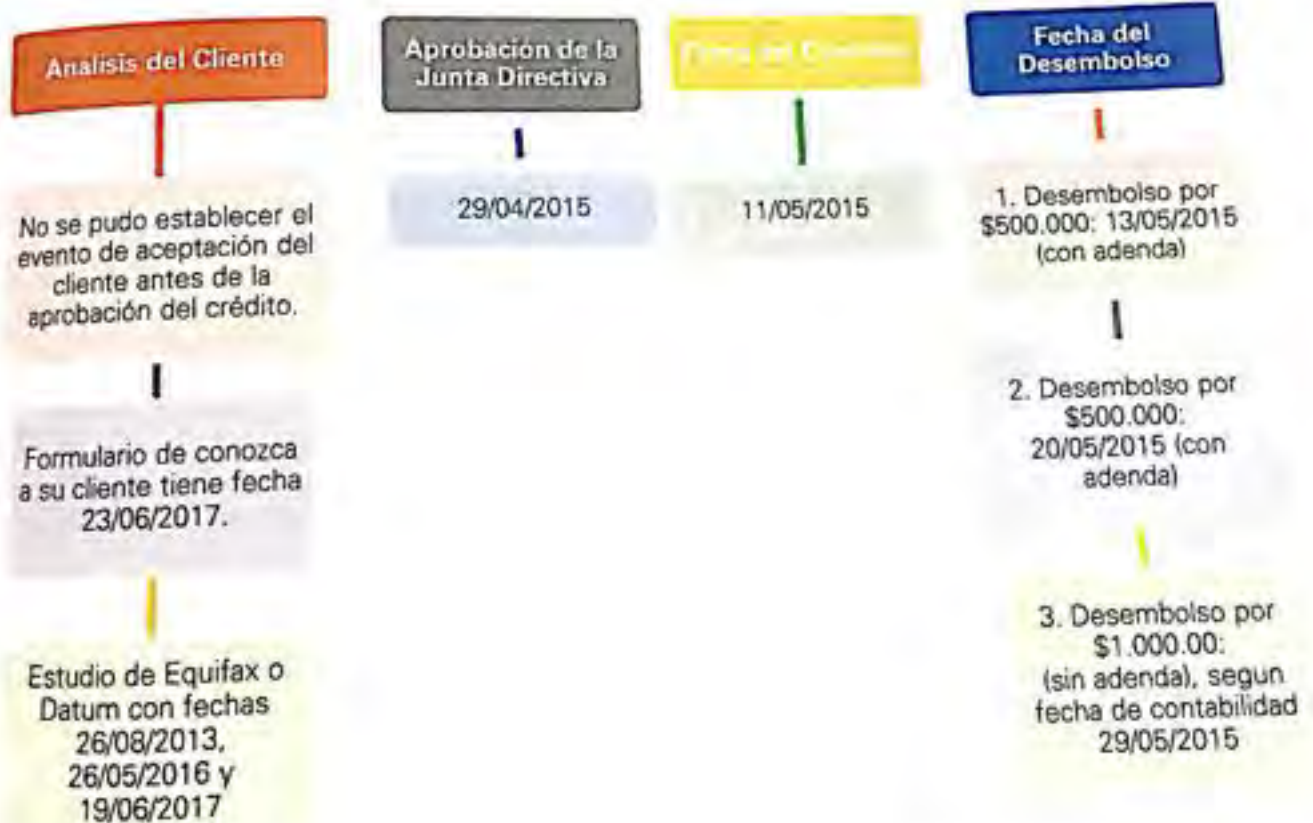 Analisis del Cliente
No se pudo establecer el
evento de aceptación del
cliente antes de la
aprobación del crédito.
Formulario de conozca
a su cliente tiene fecha
23/06/2017.
Estudio de Equifax o
Datum con fechas
26/08/2013,
26/05/2016 y
19/06/2017
Aprobación de la
Junta Directiva
29/04/2015
11/05/2015
Fecha del
Desembolso
1. Desembolso por
$500.000: 13/05/2015
(con adenda)
2. Desembolso por
$500.000:
20/05/2015 (con
adenda)
3. Desembolso por
$1.000.00:
(sin adenda), segun
fecha de contabilidad
29/05/2015